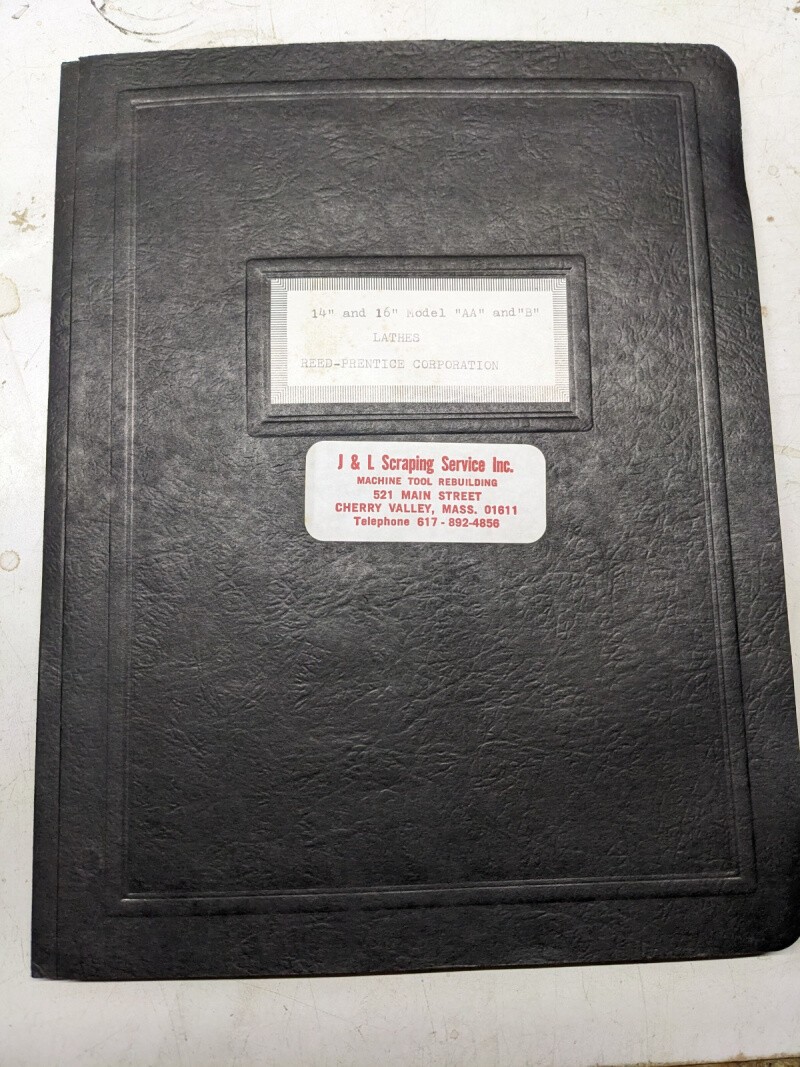 14" and 16" Model "AA" and"B"
LATHES
REED-PRENTICE CORPORATION
J & L Scraping Service Inc.
MACHINE TOOL REBUILDING
521 MAIN STREET
CHERRY VALLEY, MASS. 01611
Telephone 617 - 892-4856